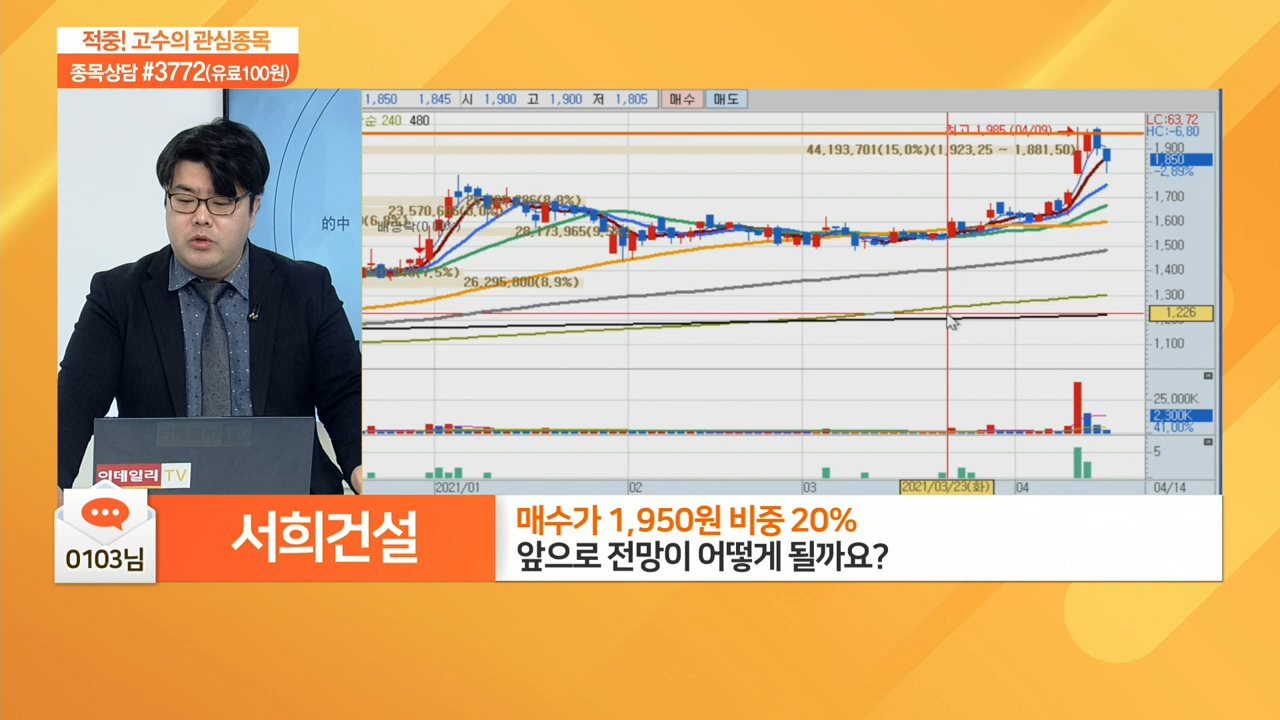 적중! 고수의 관심종목
종목상담 #3772(유료100원)
1,850 1,845 시 1,900 고 1,900 저 1,805 매수 매도
순 240 480
LC:63,72
최고 1,985 (04/09)
HC:-6,80
44,193,701(15.0%)(1,923.25 ~ 1,881.50)
1,900
1,850
-2,89%
1,700
1,600
28,173,965(9.
1,500
1,400
26,295,800(8.9%)
1,300
1,226
1,100
的中
25,000K
2,300K
41,00%
5
2021/01 02 03 2021/03/23(화) 04 04/14
이데일리 TV
0103님
서희건설
매수가 1,950원 비중 20%
앞으로 전망이 어떻게 될까요?